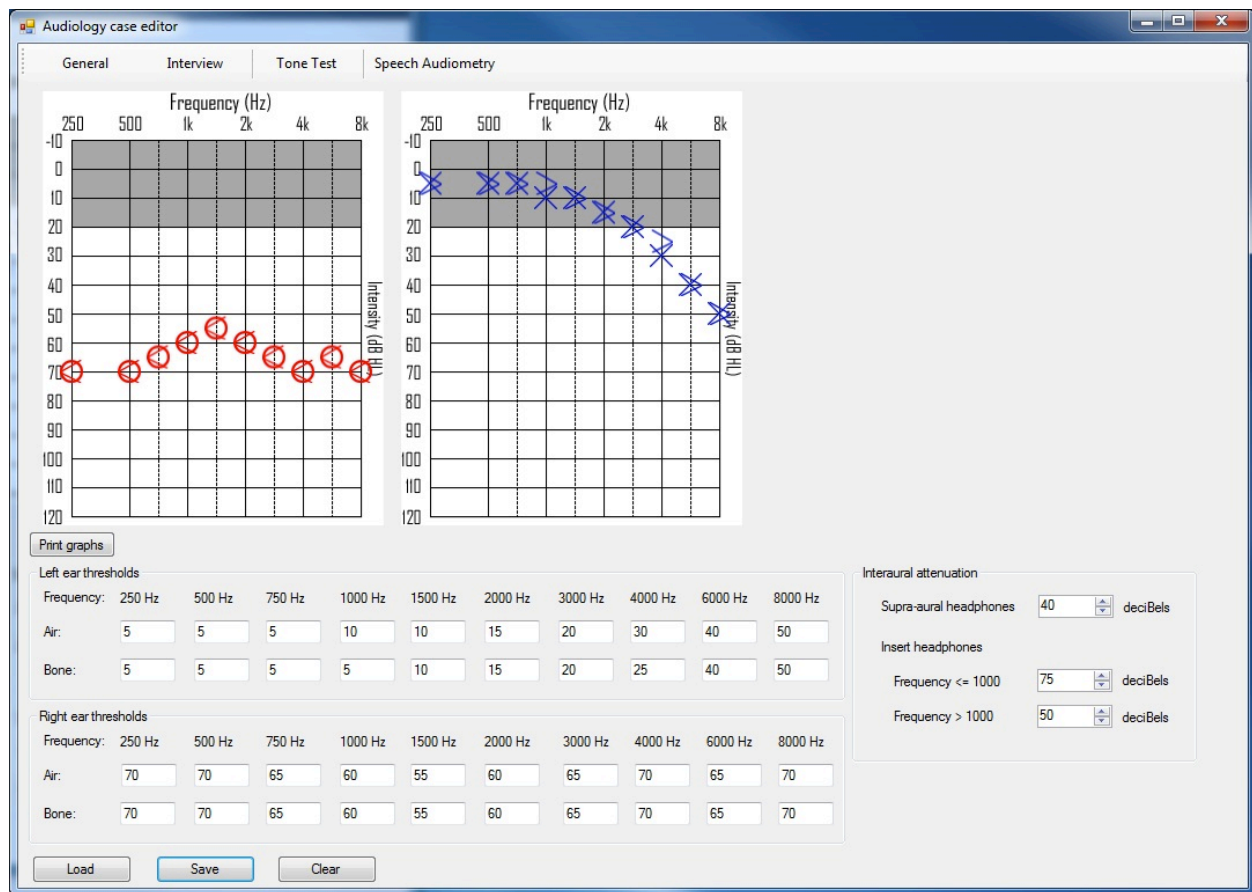 Audiology case editor
General Interview Tone Test Speech Audiometry
Frequency (Hz)
250 500 1k 2k 4k 8k
-10
0
10
20
30
40
50
60
70
80
90
100
110
120
Intensity (dB HL)
Frequency (Hz)
250 500 1k 2k 4k 8k
-10
0
10
20
30
40
50
60
70
80
90
100
110
120
Intensity (dB HL)
Print graphs
Left ear thresholds
Frequency: 250 Hz 500 Hz 750 Hz 1000 Hz 1500 Hz 2000 Hz 3000 Hz 4000 Hz 6000 Hz 8000 Hz
Air: 5 5 5 10 10 15 20 30 40 50
Bone: 5 5 5 5 10 15 20 25 40 50
Right ear thresholds
Frequency: 250 Hz 500 Hz 750 Hz 1000 Hz 1500 Hz 2000 Hz 3000 Hz 4000 Hz 6000 Hz 8000 Hz
Air: 70 70 65 60 55 60 65 70 65 70
Bone: 70 70 65 60 55 60 65 70 65 70
Interaural attenuation
Supra-aural headphones 40 deciBels
Insert headphones
Frequency <= 1000 75 deciBels
Frequency > 1000 50 deciBels
Load Save Clear